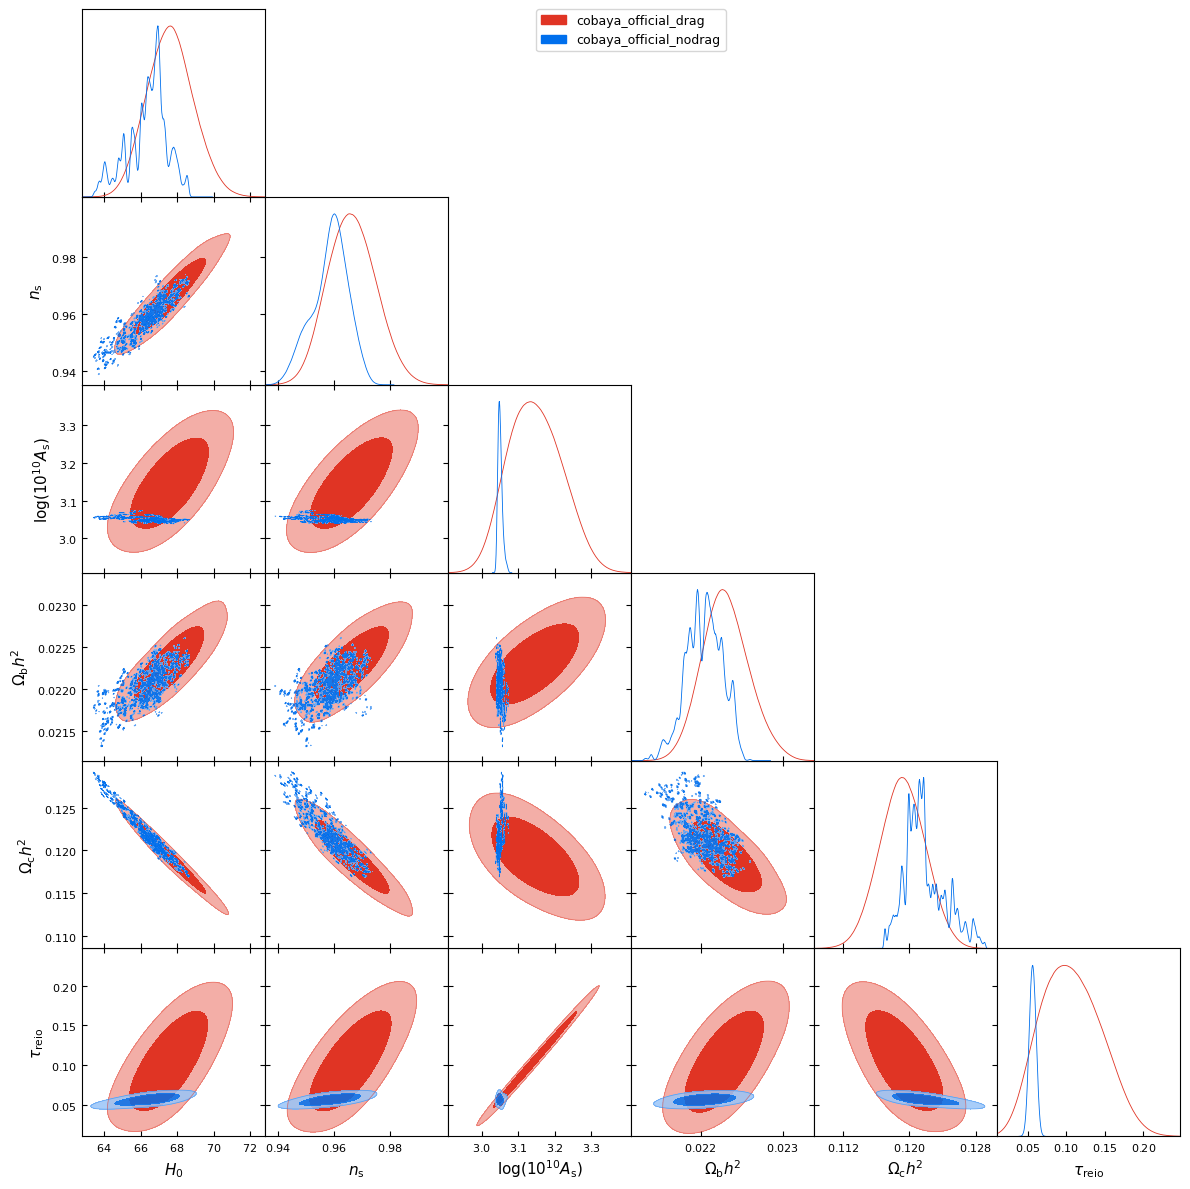 cobaya_official_drag
cobaya_official_nodrag
n_s
0.98
0.96
0.94
log(10^10 A_s)
3.3
3.2
3.1
3.0
Ω_b h^2
0.0230
0.0225
0.0220
0.0215
Ω_c h^2
0.125
0.120
0.115
0.110
τ_reio
0.20
0.15
0.10
0.05
64 66 68 70 72
0.94 0.96 0.98
3.0 3.1 3.2 3.3
0.022 0.023
0.112 0.120 0.128
0.05 0.10 0.15 0.20
H_0
n_s
log(10^10 A_s)
Ω_b h^2
Ω_c h^2
τ_reio